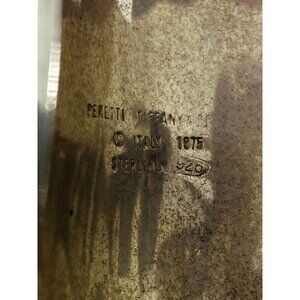 PERETTI TIFFANY & CO
© ITALY 1975
STERLING 925